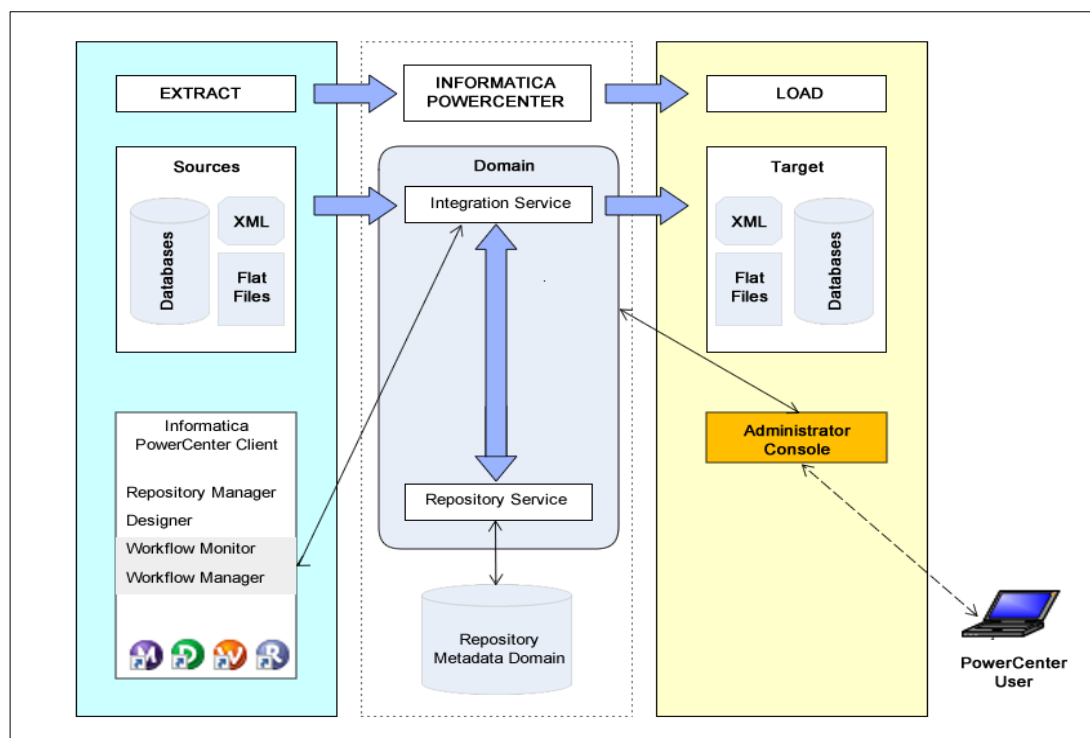 EXTRACT
INFORMATICA
POWERCENTER
LOAD
Sources
Databases
XML
Flat
Files
Domain
Integration Service
Repository Service
Target
XML
Flat
Files
Databases
Informatica
PowerCenter Client
Repository Manager
Designer
Workflow Monitor
Workflow Manager
M
D
W
R
Repository
Metadata Domain
Administrator
Console
PowerCenter
User